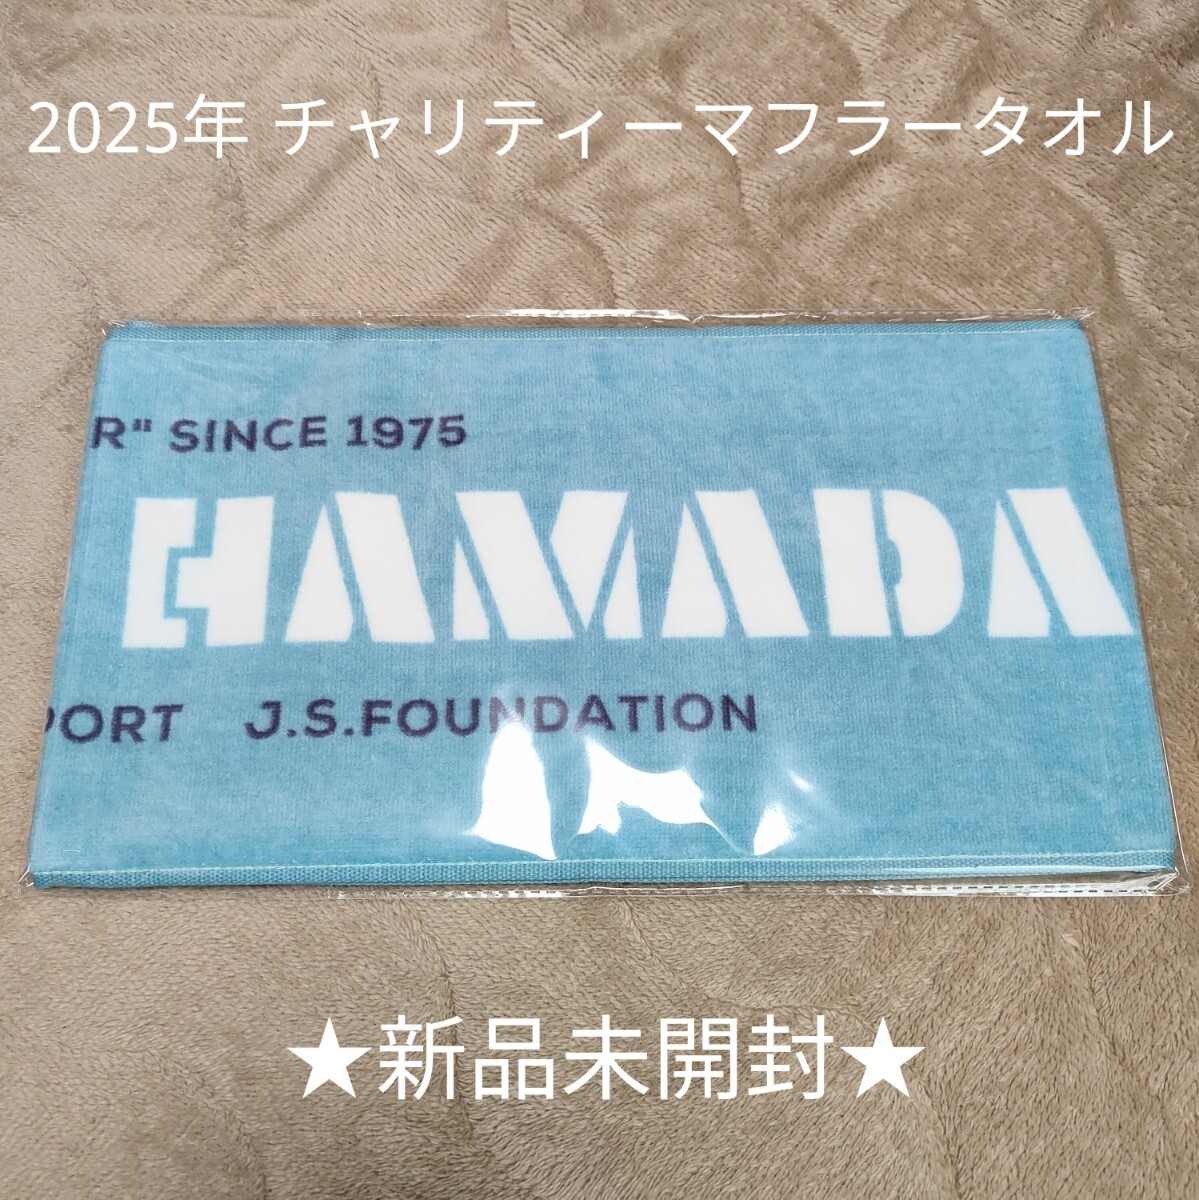 2025年 チャリティーマフラータオル
R" SINCE 1975
HAMADA
PORT J.S.FOUNDATION
★新品未開封★